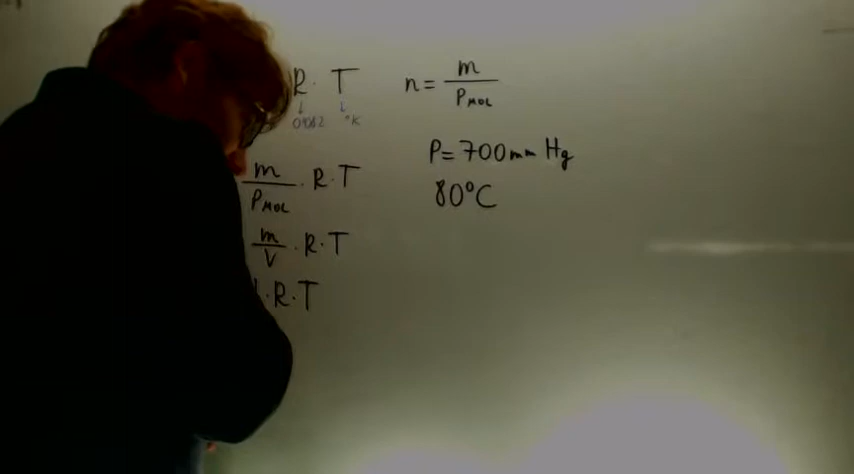 R · T
n = m / PMOL
↓ ↓
0'082 °K
P = 700 mm Hg
m / PMOL · R · T
80°C
m / V · R · T
· R · T